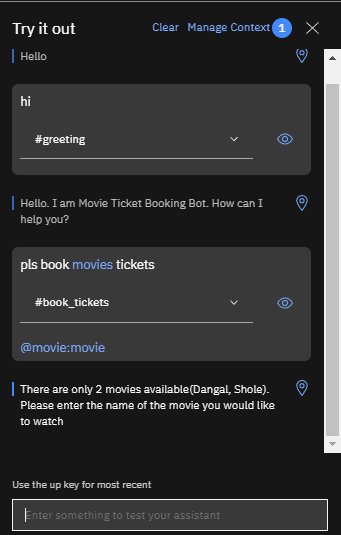 Try it out
Clear Manage Context 1
Hello
hi
#greeting
Hello. I am Movie Ticket Booking Bot. How can I
help you?
pls book movies tickets
#book_tickets
@movie:movie
There are only 2 movies available(Dangal, Shole).
Please enter the name of the movie you would like
to watch
Use the up key for most recent
Enter something to test your assistant